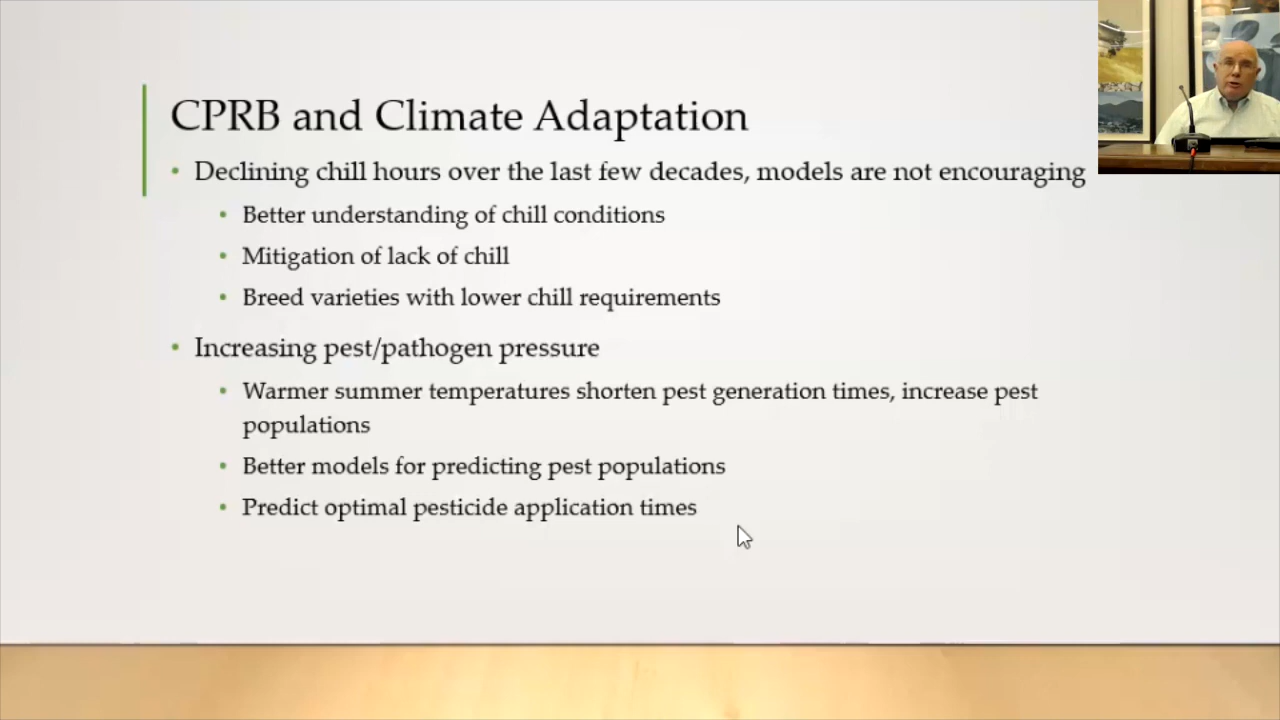 CPRB and Climate Adaptation
• Declining chill hours over the last few decades, models are not encouraging
• Better understanding of chill conditions
• Mitigation of lack of chill
• Breed varieties with lower chill requirements
• Increasing pest/pathogen pressure
• Warmer summer temperatures shorten pest generation times, increase pest
populations
• Better models for predicting pest populations
• Predict optimal pesticide application times